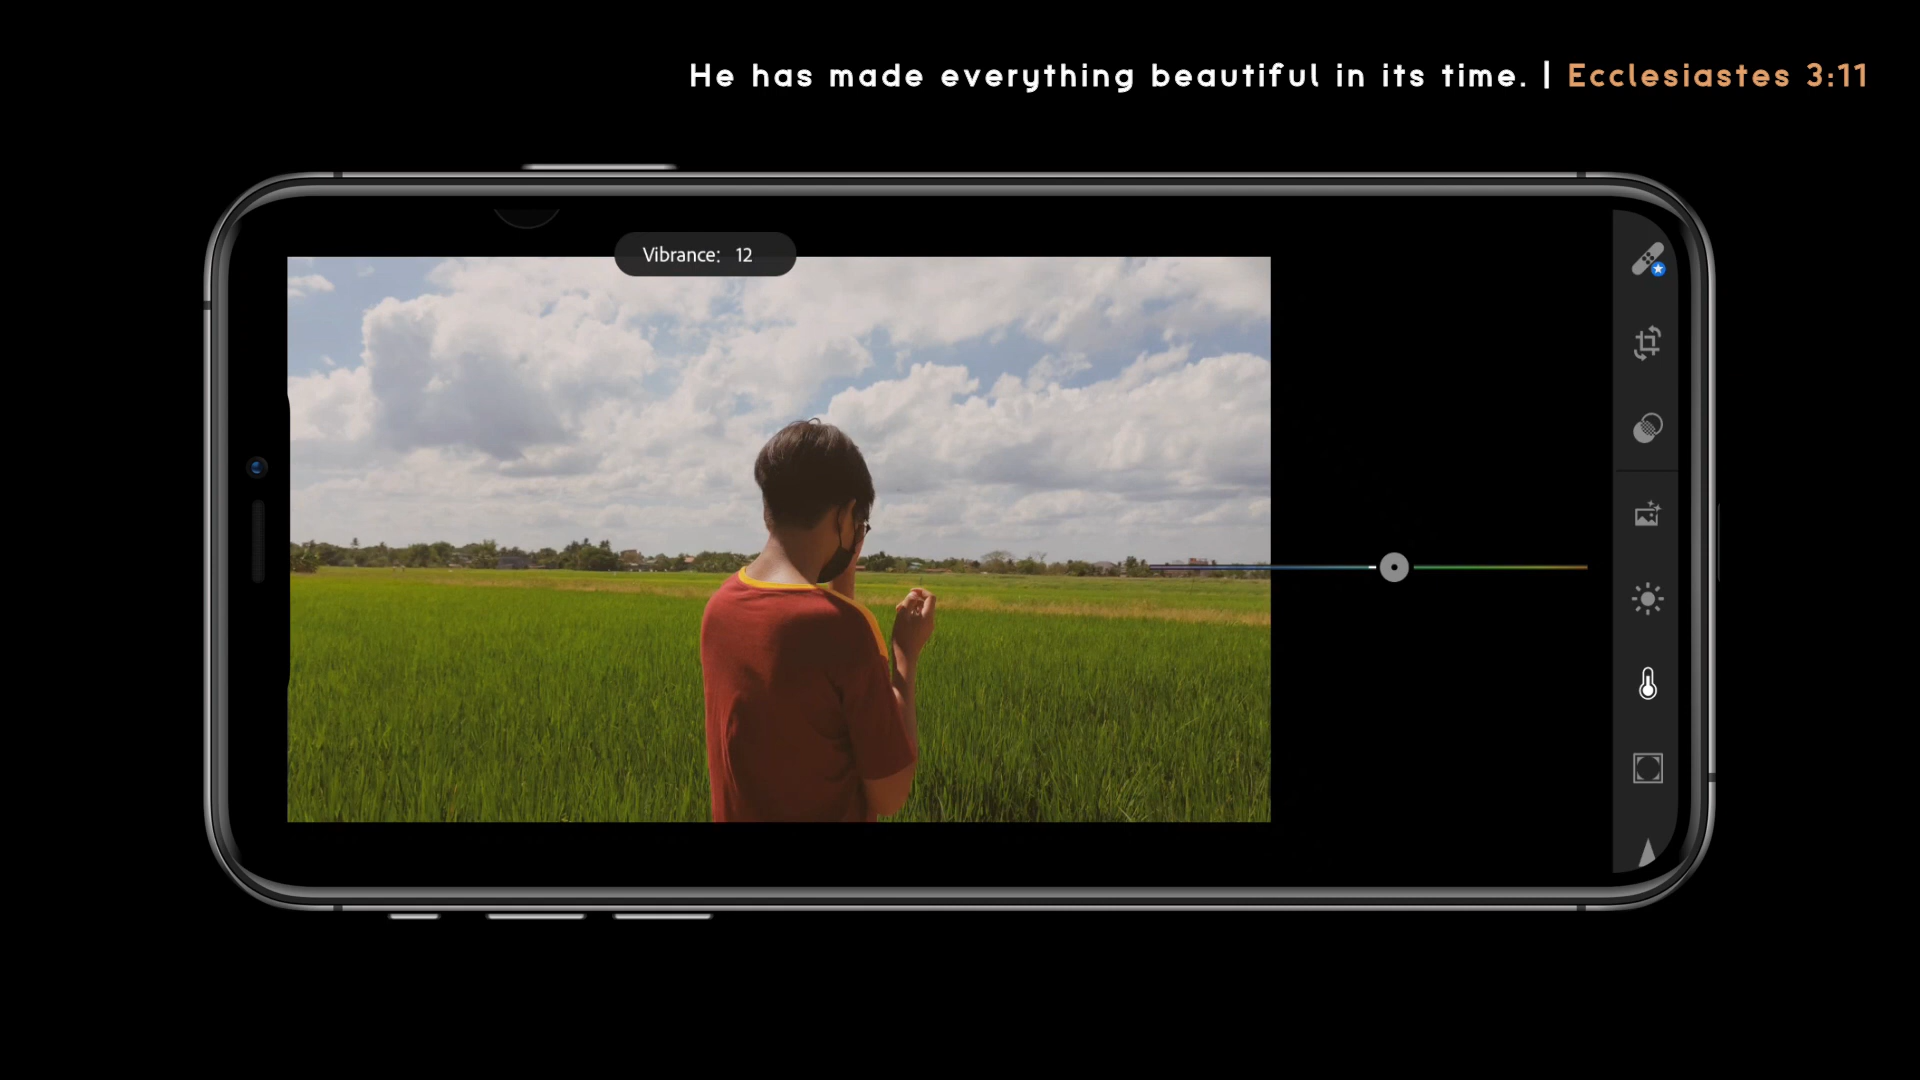 He has made everything beautiful in its time. | Ecclesiastes 3:11
Vibrance: 12